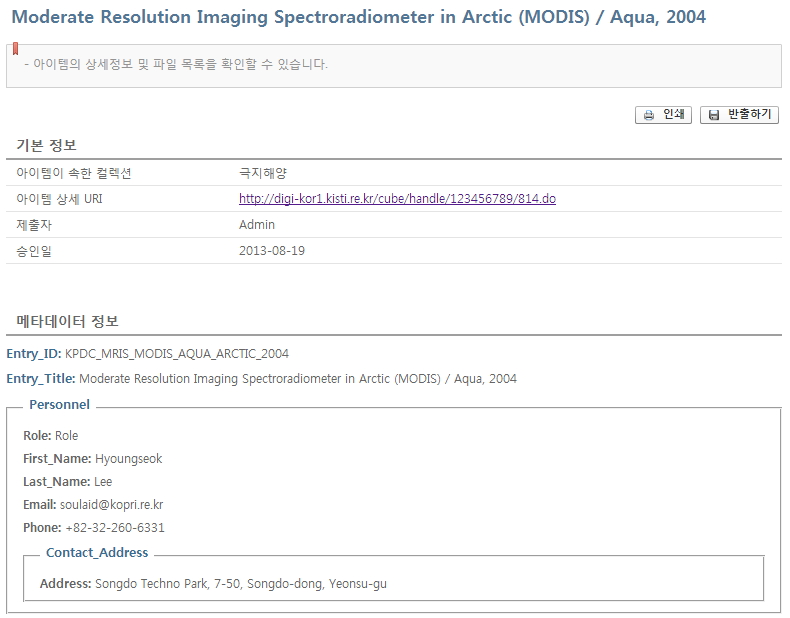 Moderate Resolution Imaging Spectroradiometer in Arctic (MODIS) / Aqua, 2004
- 아이템의 상세정보 및 파일 목록을 확인할 수 있습니다.
인쇄 반출하기
기본 정보
아이템이 속한 컬렉션 극지해양
아이템 상세 URI http://digi-kor1.kisti.re.kr/cube/handle/123456789/814.do
제출자 Admin
승인일 2013-08-19
메타데이터 정보
Entry_ID: KPDC_MRIS_MODIS_AQUA_ARCTIC_2004
Entry_Title: Moderate Resolution Imaging Spectroradiometer in Arctic (MODIS) / Aqua, 2004
Personnel
Role: Role
First_Name: Hyoungseok
Last_Name: Lee
Email: soulaid@kopri.re.kr
Phone: +82-32-260-6331
Contact_Address
Address: Songdo Techno Park, 7-50, Songdo-dong, Yeonsu-gu